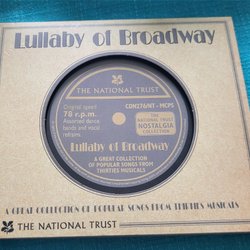 Lullaby of Broadway
THE NATIONAL TRUST
Original speed
78 r.p.m.
Assorted dance
bands and vocal
refrains.
CDM276/NT - MCPS
THE
NATIONAL TRUST
NOSTALGIA
COLLECTION
Lullaby of Broadway
A GREAT COLLECTION
OF POPULAR SONGS FROM
THIRTIES MUSICALS
A GREAT COLLECTION OF POPULAR SONGS FROM THIRTIES MUSICALS
THE NATIONAL TRUST